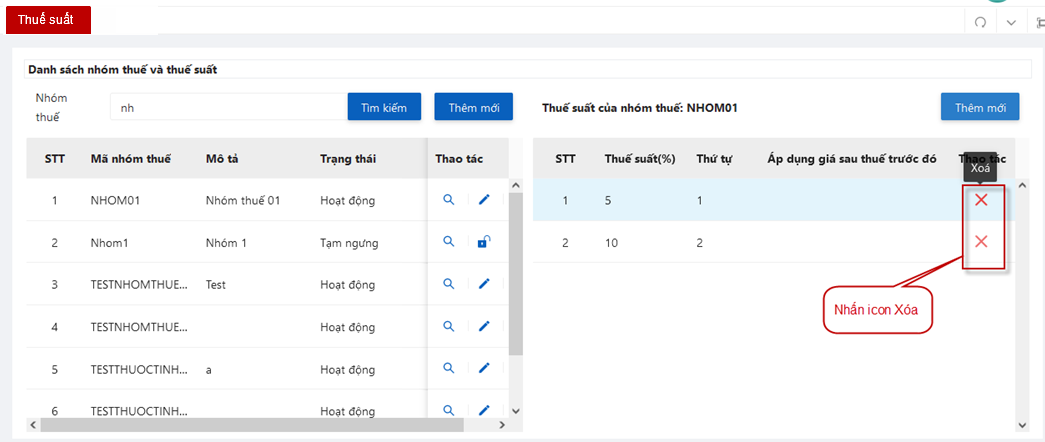 Thuế suất
Danh sách nhóm thuế và thuế suất
Nhóm thuế
nh
Tìm kiếm
Thêm mới
STT Mã nhóm thuế Mô tả Trạng thái Thao tác
1 NHOM01 Nhóm thuế 01 Hoạt động
2 Nhom1 Nhóm 1 Tạm ngưng
3 TESTNHOMTHUE... Test Hoạt động
4 TESTNHOMTHUE... Hoạt động
5 TESTTHUOCTINH... a Hoạt động
6 TESTTHUOCTINH... Hoạt động
Thuế suất của nhóm thuế: NHOM01
Thêm mới
STT Thuế suất(%) Thứ tự Áp dụng giá sau thuế trước đó Thao tác
Xoá
1 5 1
2 10 2
Nhấn icon Xóa